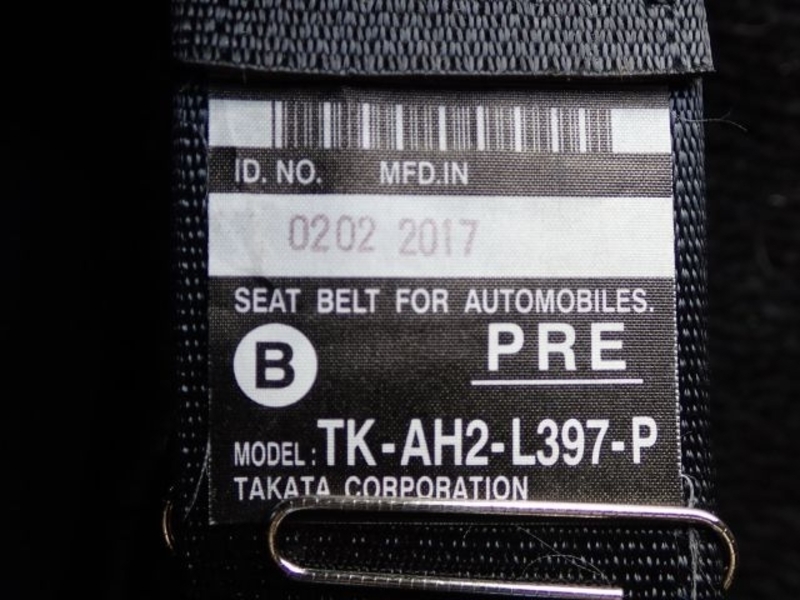 ID. NO. MFD.IN
0202 2017
SEAT BELT FOR AUTOMOBILES.
B PRE
MODEL: TK-AH2-L397-P
TAKATA CORPORATION